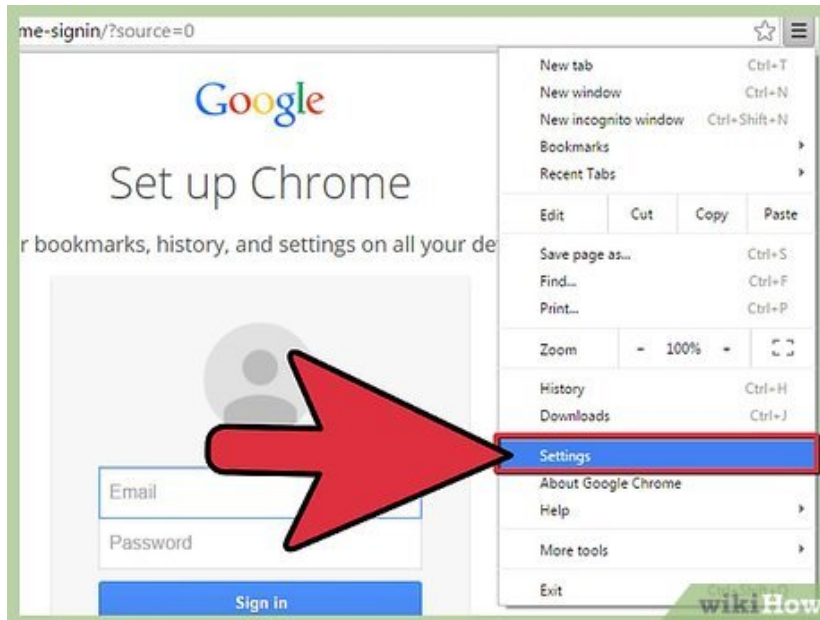 me-signin/?source=0
Google
Set up Chrome
r bookmarks, history, and settings on all your de
Email
Password
Sign in
New tab Ctrl+T
New window Ctrl+N
New incognito window Ctrl+Shift+N
Bookmarks
Recent Tabs
Edit Cut Copy Paste
Save page as... Ctrl+S
Find... Ctrl+F
Print... Ctrl+P
Zoom - 100% -
History Ctrl+H
Downloads Ctrl+J
Settings
About Google Chrome
Help
More tools
Exit
wikiHow